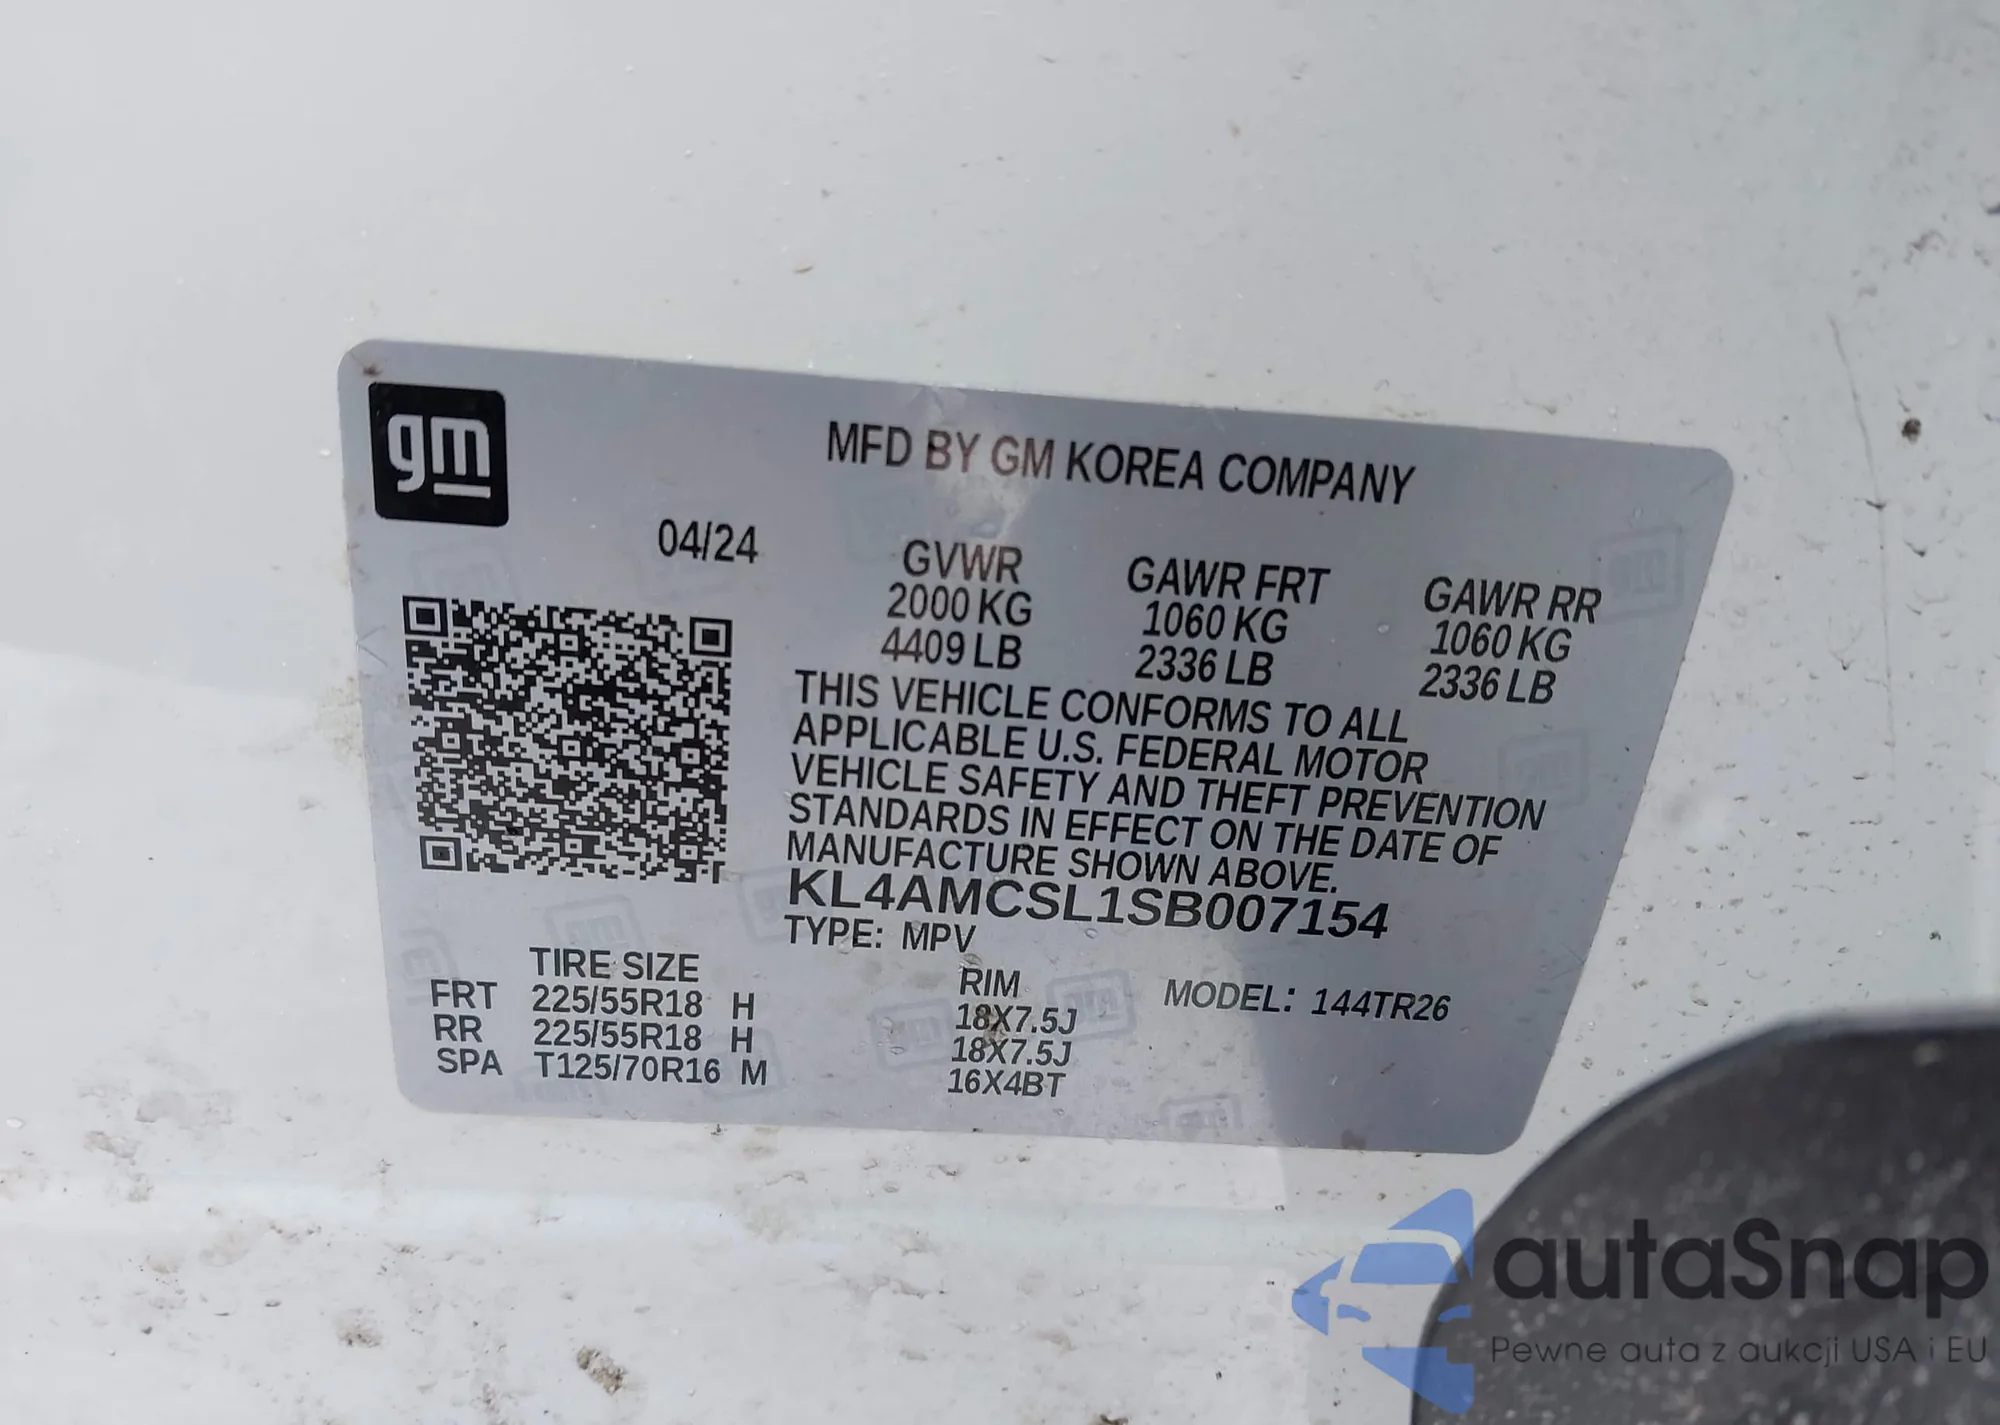 gm
MFD BY GM KOREA COMPANY
04/24
GVWR GAWR FRT GAWR RR
2000 KG 1060 KG 1060 KG
4409 LB 2336 LB 2336 LB
THIS VEHICLE CONFORMS TO ALL
APPLICABLE U.S. FEDERAL MOTOR
VEHICLE SAFETY AND THEFT PREVENTION
STANDARDS IN EFFECT ON THE DATE OF
MANUFACTURE SHOWN ABOVE.
KL4AMCSL1SB007154
TYPE: MPV
TIRE SIZE RIM MODEL: 144TR26
FRT 225/55R18 H 18X7.5J
RR 225/55R18 H 18X7.5J
SPA T125/70R16 M 16X4BT
autaSnap
Pewne auta z aukcji USA i EU